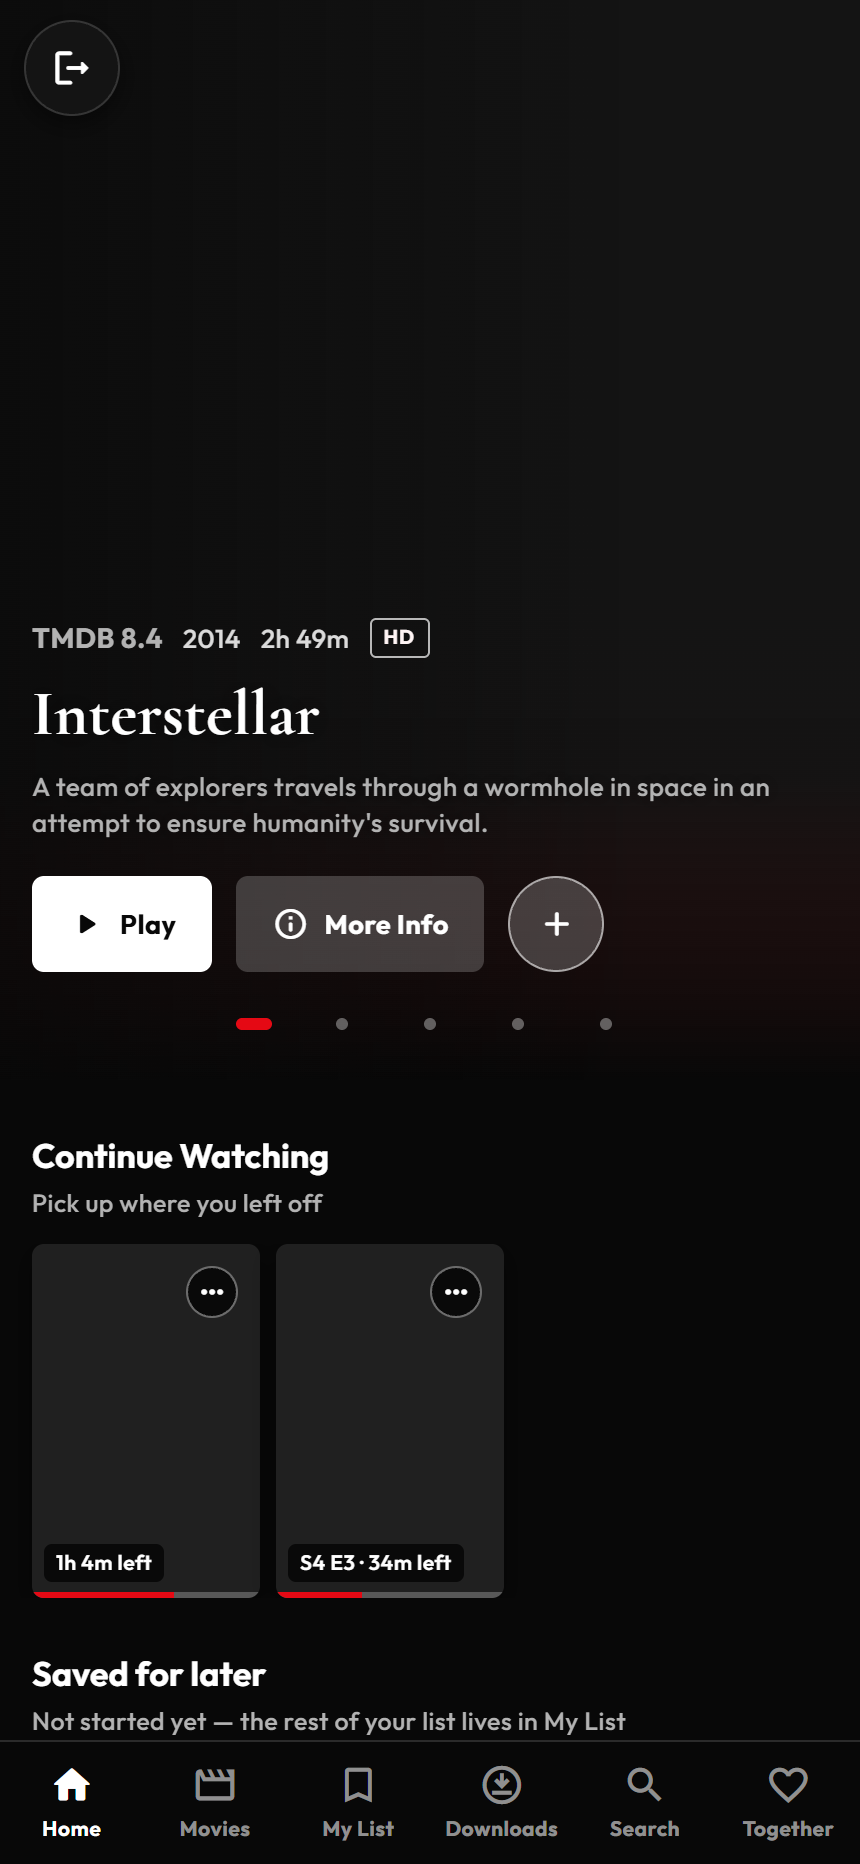 TMDB 8.4 2014 2h 49m HD
Interstellar
A team of explorers travels through a wormhole in space in an
attempt to ensure humanity's survival.
Play More Info
Continue Watching
Pick up where you left off
1h 4m left S4 E3 · 34m left
Saved for later
Not started yet — the rest of your list lives in My List
Home Movies My List Downloads Search Together